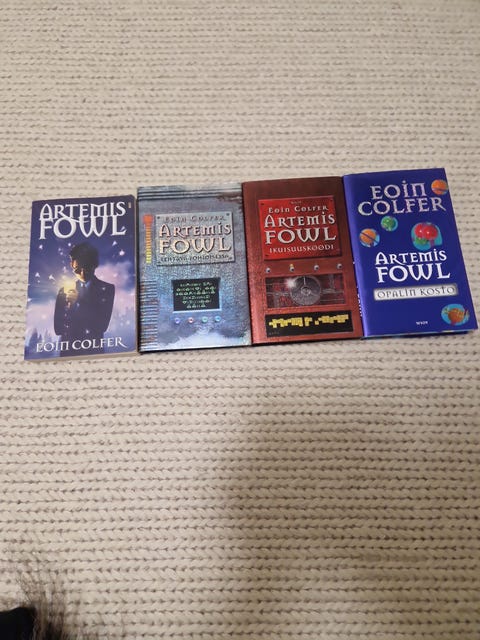 ARTEMIS
FOWL
EOIN COLFER
EOIN COLFER
ARTEMIS
FOWL
EOIN COLFER
ARTEMIS
FOWL
IKUISUUSKOODI
EOIN
COLFER
ARTEMIS
FOWL
OPALIN KOSTO
WSOY